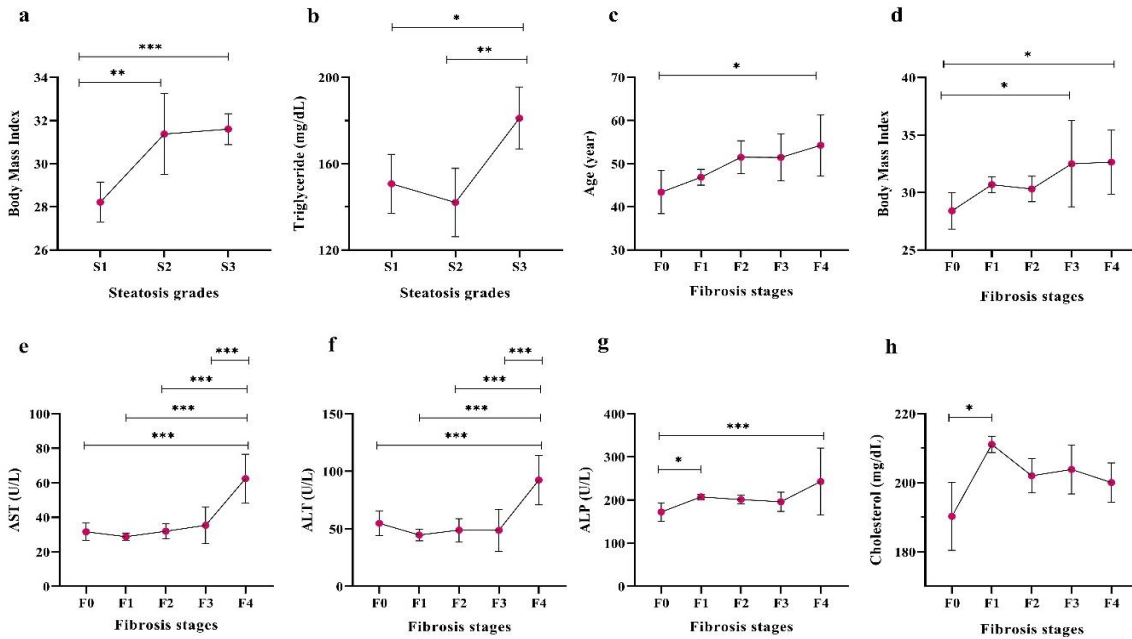 a
***
**
Body Mass Index
34
32
30
28
26
S1
S2
S3
Steatosis grades
b
*
**
Triglyceride (mg/dL)
200
160
120
S1
S2
S3
Steatosis grades
c
*
Age (year)
70
60
50
40
30
F0
F1
F2
F3
F4
Fibrosis stages
d
*
*
Body Mass Index
40
35
30
25
F0
F1
F2
F3
F4
Fibrosis stages
e
***
***
***
***
AST (U/L)
100
80
60
40
20
0
F0
F1
F2
F3
F4
Fibrosis stages
f
***
***
***
***
ALT (U/L)
150
100
50
0
F0
F1
F2
F3
F4
Fibrosis stages
g
***
*
ALP (U/L)
400
300
200
100
0
F0
F1
F2
F3
F4
Fibrosis stages
h
*
Cholesterol (mg/dL)
220
200
180
F0
F1
F2
F3
F4
Fibrosis stages